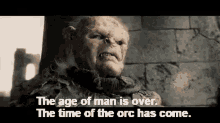 The age of man is over.
The time of the orc has come.